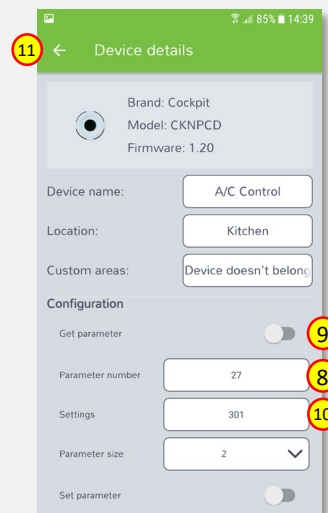 85% 14:39
11 Device details
Brand: Cockpit
Model: CKNPCD
Firmware: 1.20
Device name: A/C Control
Location: Kitchen
Custom areas: Device doesn't belong
Configuration
Get parameter 9
Parameter number 27 8
Settings 301 10
Parameter size 2
Set parameter